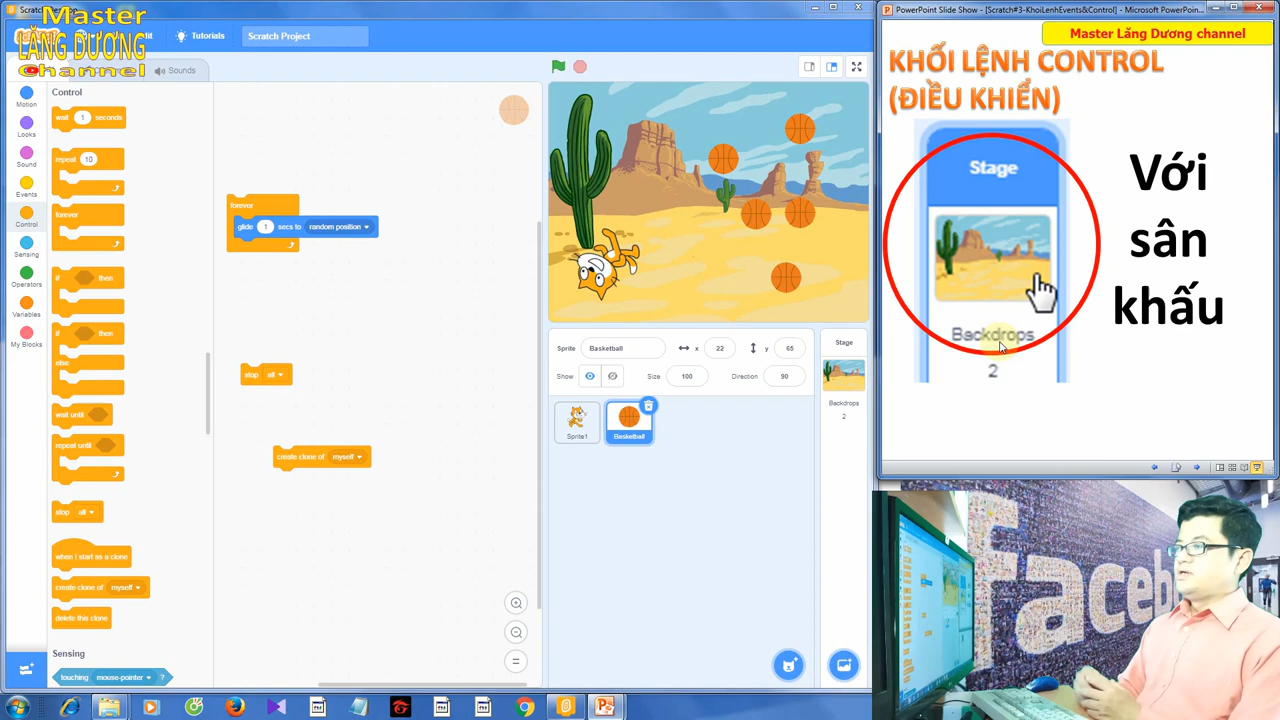 Master
LĂNG DƯƠNG
Channel
Tutorials
Scratch Project
Sounds
Motion
Looks
Sound
Events
Control
Sensing
Operators
Variables
My Blocks
Control
wait 1 seconds
repeat 10
forever
if then
if then
else
wait until
repeat until
stop all
when I start as a clone
create clone of myself
delete this clone
Sensing
touching mouse-pointer ?
forever
glide 1 secs to random position
stop all
create clone of myself
Sprite Basketball x 22 y 65
Show Size 100 Direction 90
Sprite1
Basketball
Stage
Backdrops
2
PowerPoint Slide Show - [Scratch#3-KhoiLenhEvents&Control] - Microsoft PowerPoin...
Master Lăng Dương channel
KHỐI LỆNH CONTROL
(ĐIỀU KHIỂN)
Stage
Backdrops
2
Với
sân
khấu